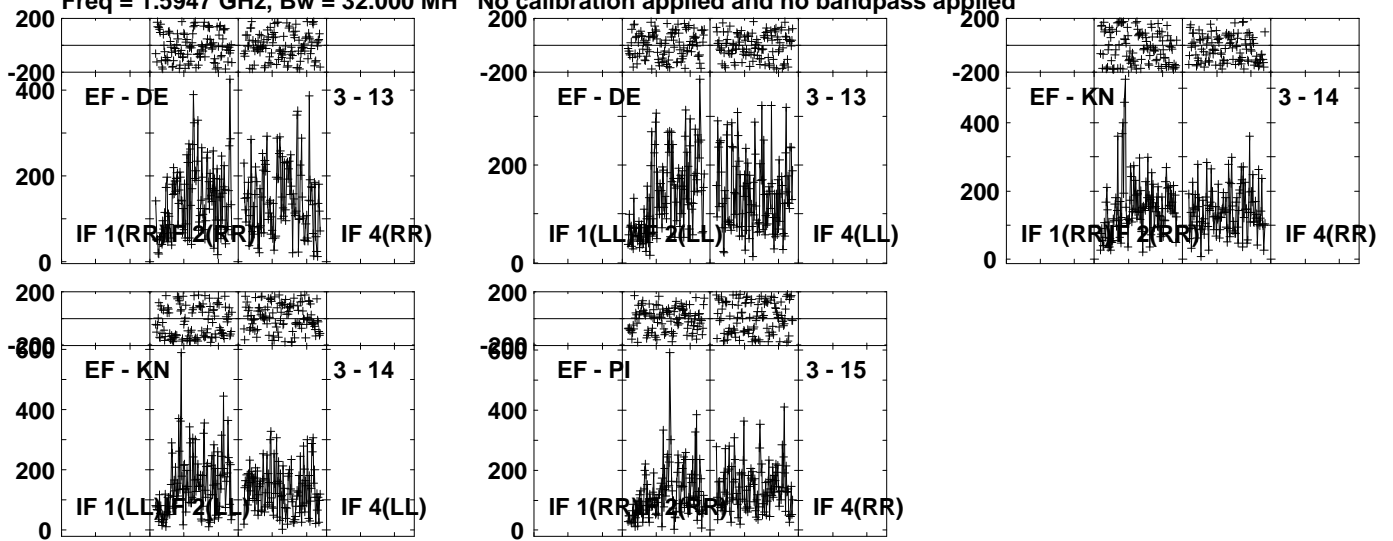 Freq = 1.5947 GHz, Bw = 32.000 MH No calibration applied and no bandpass applied
200
-200
400
200
0
EF - DE
3 - 13
IF 1(RR)
IF 2(RR)
IF 4(RR)
200
-200
200
0
EF - DE
3 - 13
IF 1(LL)
IF 2(LL)
IF 4(LL)
200
-200
400
200
0
EF - KN
3 - 14
IF 1(RR)
IF 2(RR)
IF 4(RR)
200
-200
600
400
200
0
EF - KN
3 - 14
IF 1(LL)
IF 2(LL)
IF 4(LL)
200
-200
600
400
200
0
EF - PI
3 - 15
IF 1(RR)
IF 2(RR)
IF 4(RR)